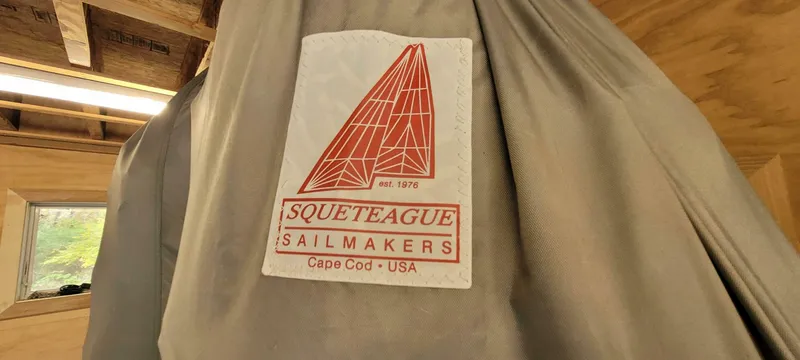 est. 1976
SQUETEAGUE
SAILMAKERS
Cape Cod • USA